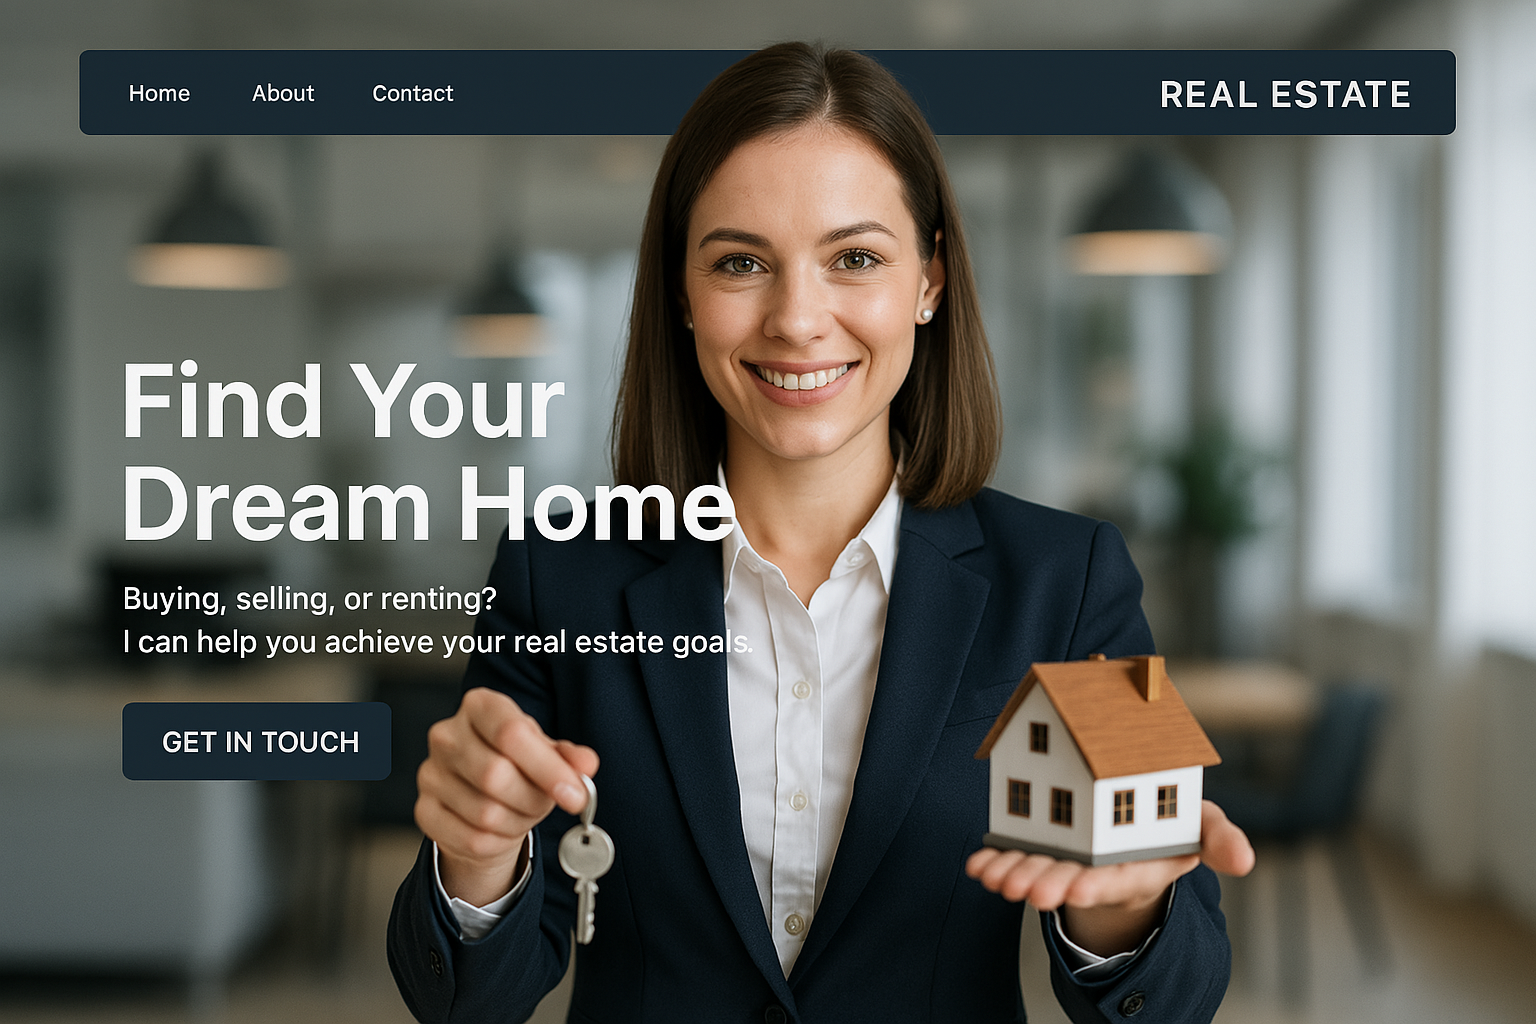 Home About Contact REAL ESTATE
Find Your
Dream Home
Buying, selling, or renting?
I can help you achieve your real estate goals.
GET IN TOUCH